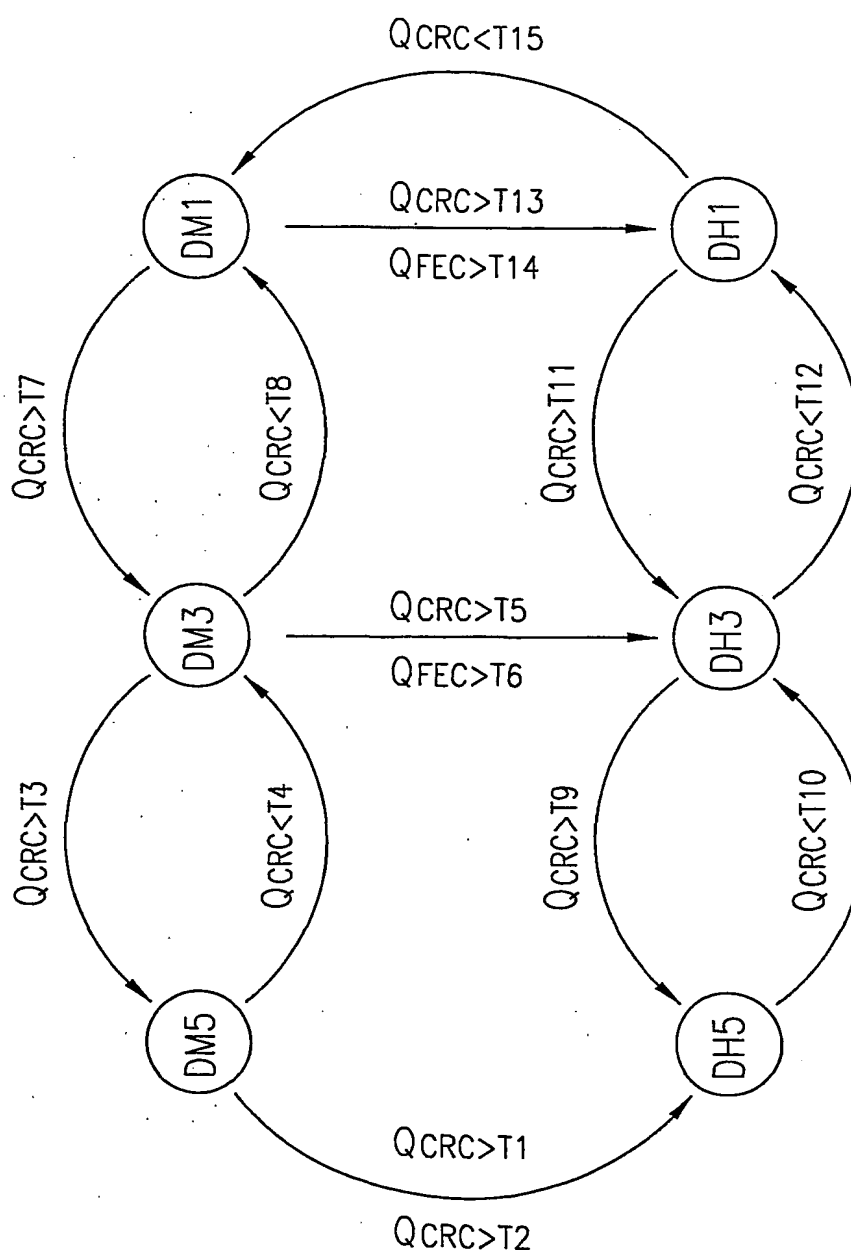 QCRC<T15
DM1
QCRC>T13
QFEC>T14
DH1
QCRC>T7
QCRC<T8
QCRC>T11
QCRC<T12
DM3
QCRC>T5
QFEC>T6
DH3
QCRC>T3
QCRC<T4
QCRC>T9
QCRC<T10
DM5
DH5
QCRC>T1
QCRC>T2